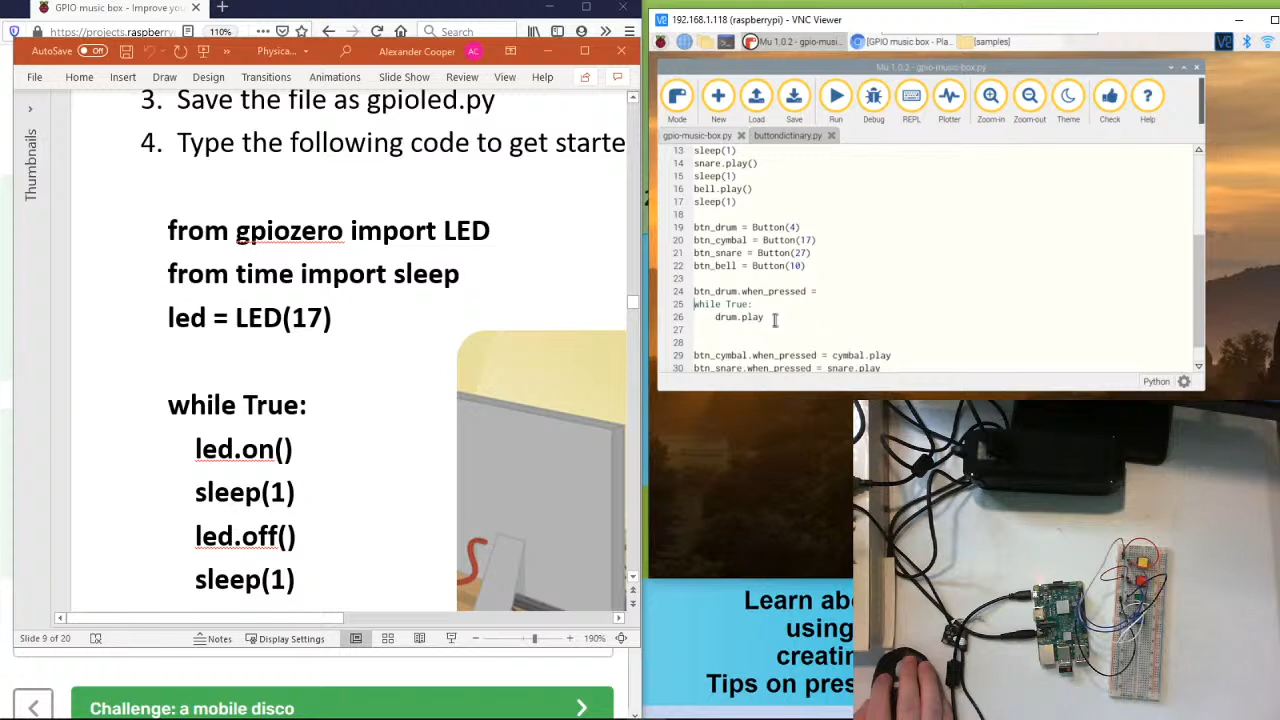 GPIO music box - Improve you
https://projects.raspberry
110%
Search
AutoSave
Off
Physica...
Alexander Cooper
AC
File Home Insert Draw Design Transitions Animations Slide Show Review View Help
Thumbnails
3. Save the file as gpioled.py
4. Type the following code to get starte
from gpiozero import LED
from time import sleep
led = LED(17)
while True:
led.on()
sleep(1)
led.off()
sleep(1)
Slide 9 of 20
Notes
Display Settings
190%
Challenge: a mobile disco
192.168.1.118 (raspberrypi) - VNC Viewer
Mu 1.0.2 - gpio-musi...
[GPIO music box - Pla...
[samples]
Mu 1.0.2 - gpio-music-box.py
Mode New Load Save Run Debug REPL Plotter Zoom-in Zoom-out Theme Check Help
gpio-music-box.py
buttondictinary.py
13 sleep(1)
14 snare.play()
15 sleep(1)
16 bell.play()
17 sleep(1)
18
19 btn_drum = Button(4)
20 btn_cymbal = Button(17)
21 btn_snare = Button(27)
22 btn_bell = Button(10)
23
24 btn_drum.when_pressed =
25 while True:
26 drum.play
27
28
29 btn_cymbal.when_pressed = cymbal.play
30 btn_snare.when_pressed = snare.play
Python
Learn abo
using
creatin
Tips on pres